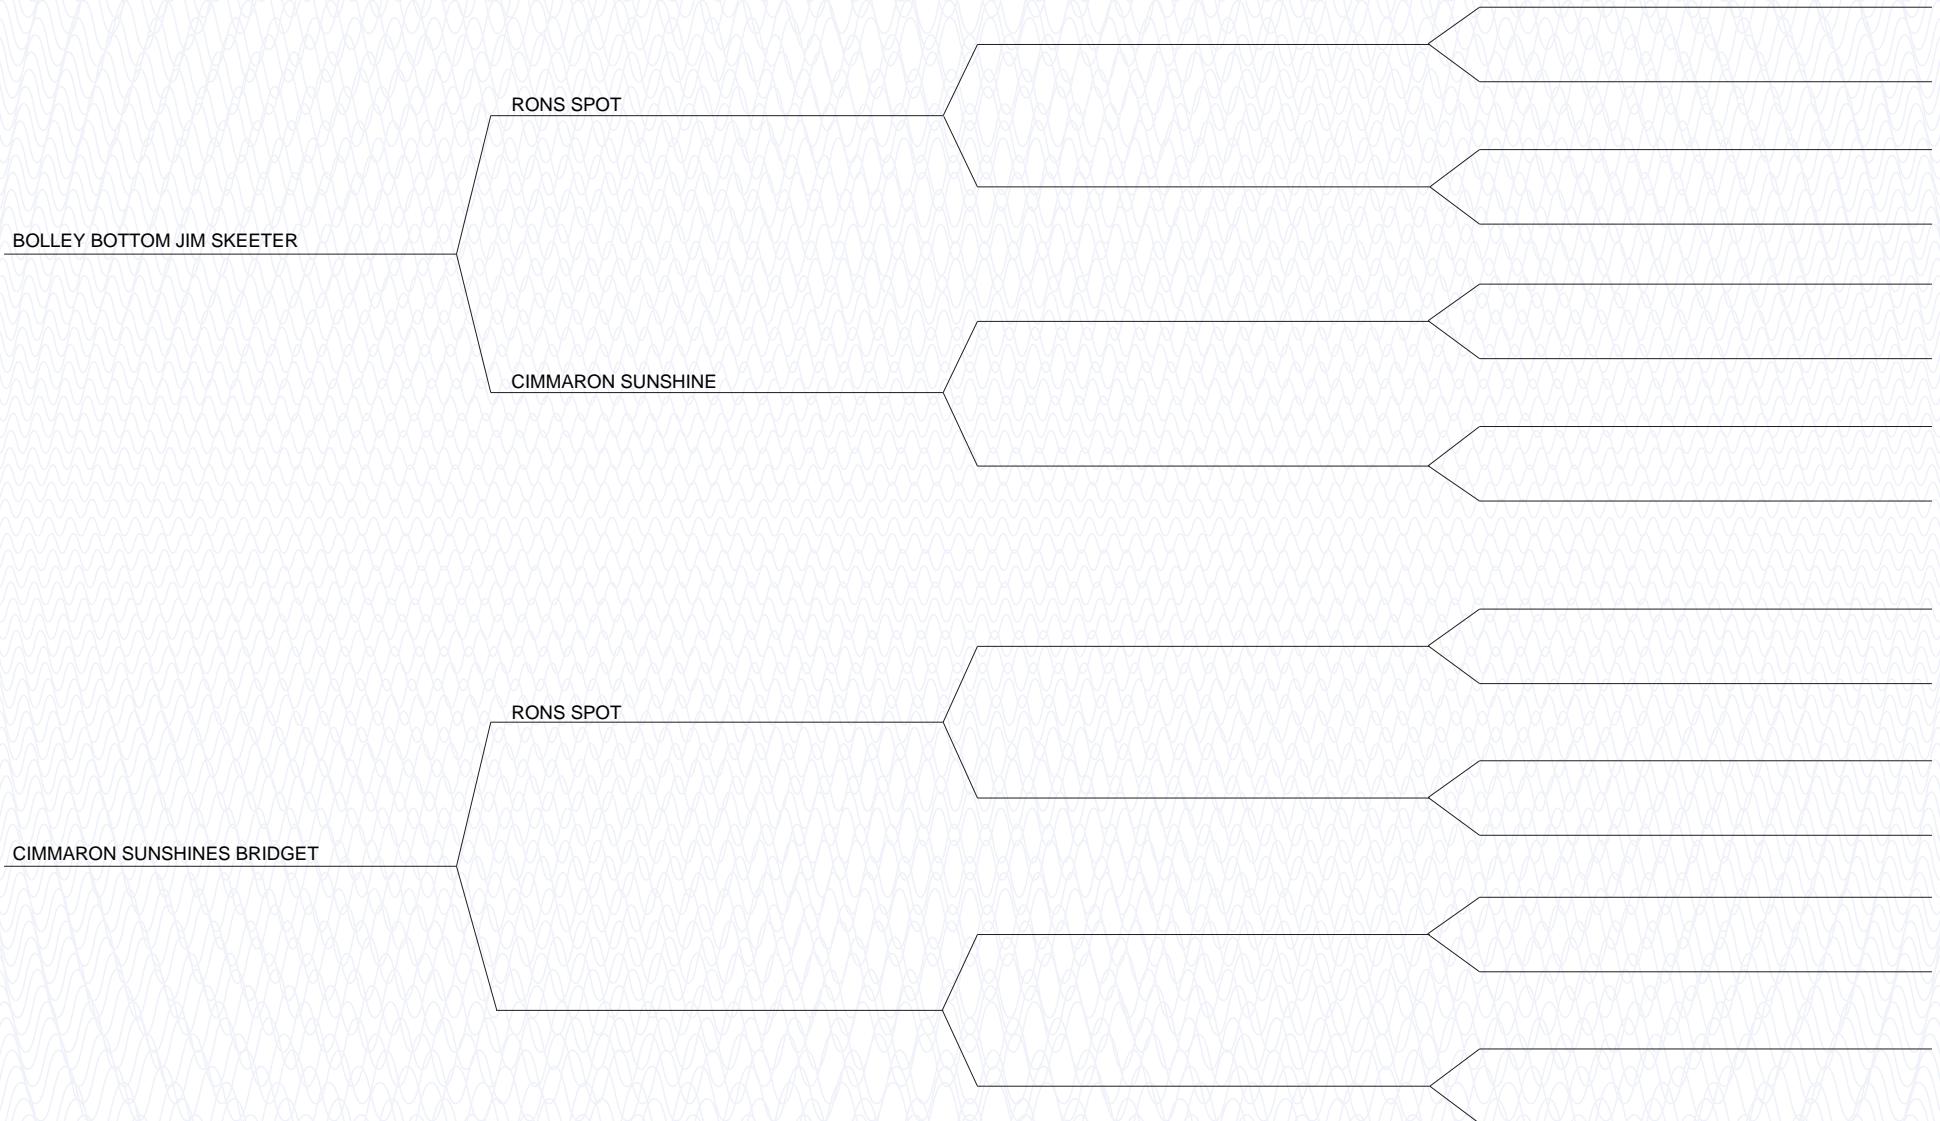 RONS SPOT
BOLLEY BOTTOM JIM SKEETER
CIMMARON SUNSHINE
RONS SPOT
CIMMARON SUNSHINES BRIDGET